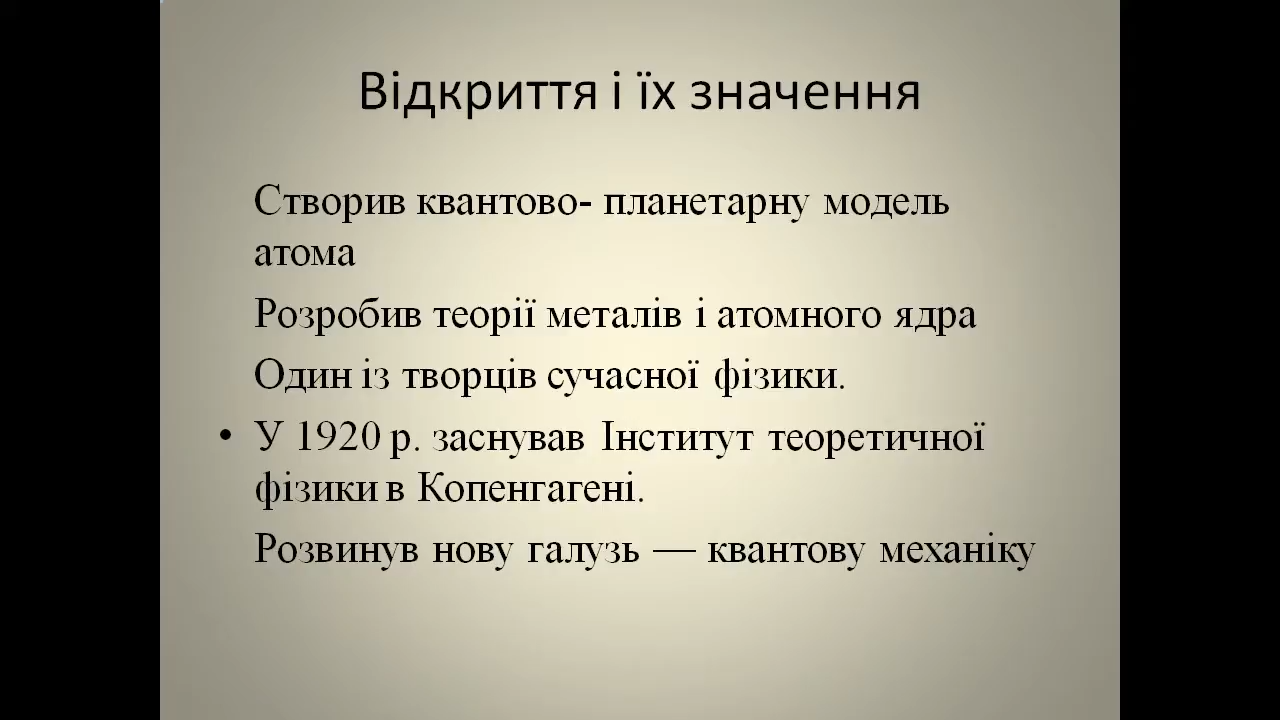 Відкриття і їх значення
Створив квантово- планетарну модель
атома
Розробив теорії металів і атомного ядра
Один із творців сучасної фізики.
• У 1920 р. заснував Інститут теоретичної
фізики в Копенгагені.
Розвинув нову галузь — квантову механіку